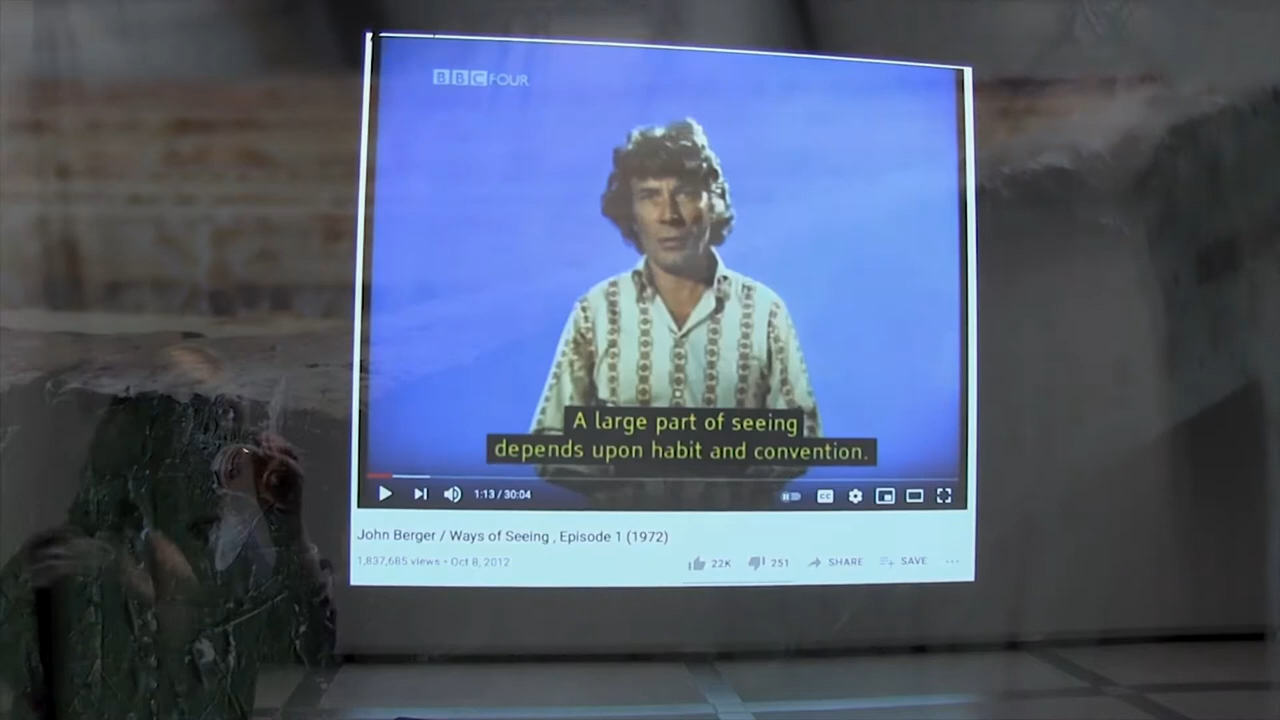 BBC FOUR
A large part of seeing
depends upon habit and convention.
1:13 / 30:04
CC
John Berger / Ways of Seeing , Episode 1 (1972)
1,837,685 views • Oct 8, 2012
22K
251
SHARE
SAVE